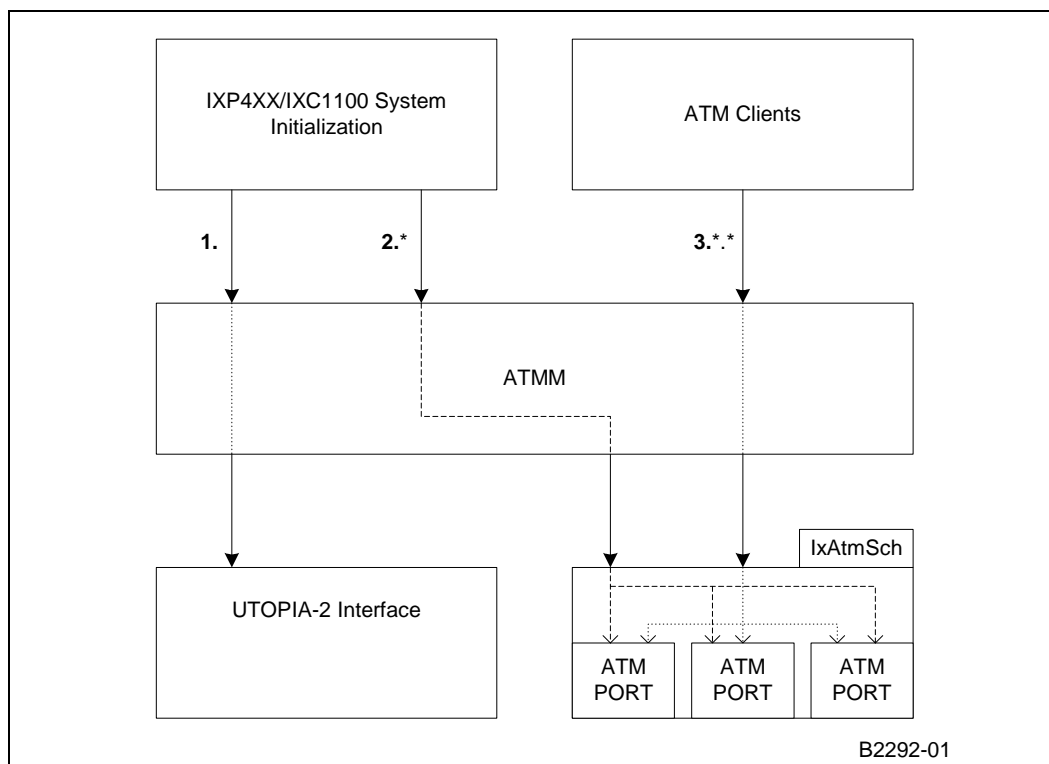 IXP4XX/IXC1100 System
Initialization
ATM Clients
1.
2.*
3.*.*
ATMM
IxAtmSch
UTOPIA-2 Interface
ATM
PORT
ATM
PORT
ATM
PORT
B2292-01